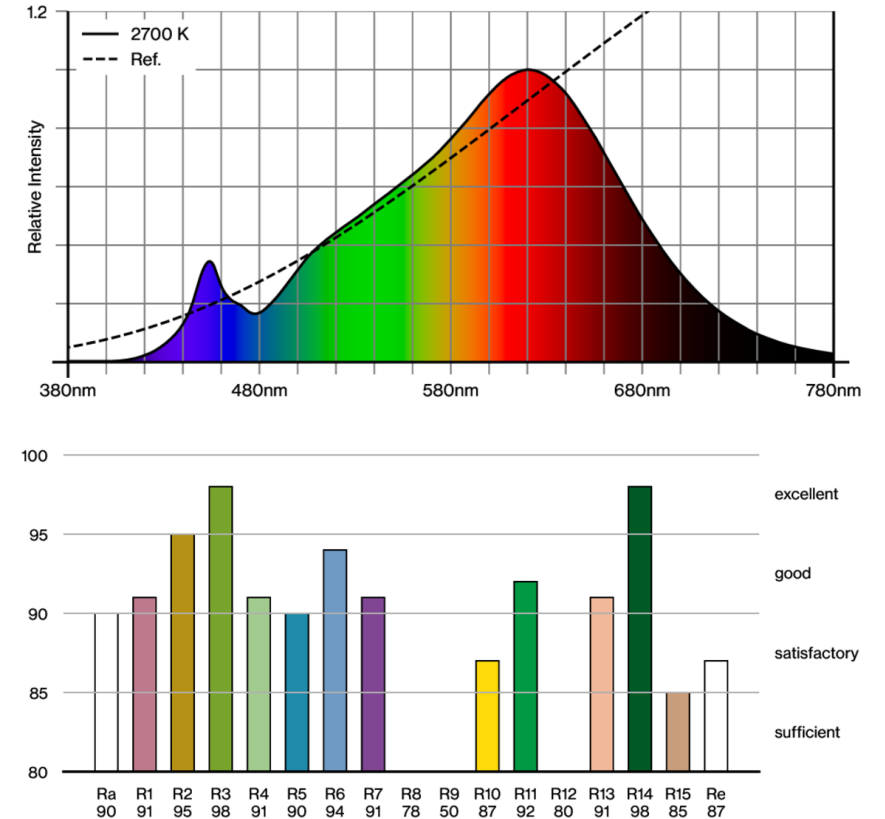 1.2
2700 K
Ref.
Relative Intensity
380nm 480nm 580nm 680nm 780nm
100
excellent
95
good
90
satisfactory
85
sufficient
80
Ra R1 R2 R3 R4 R5 R6 R7 R8 R9 R10 R11 R12 R13 R14 R15 Re
90 91 95 98 91 90 94 91 78 50 87 92 80 91 98 85 87